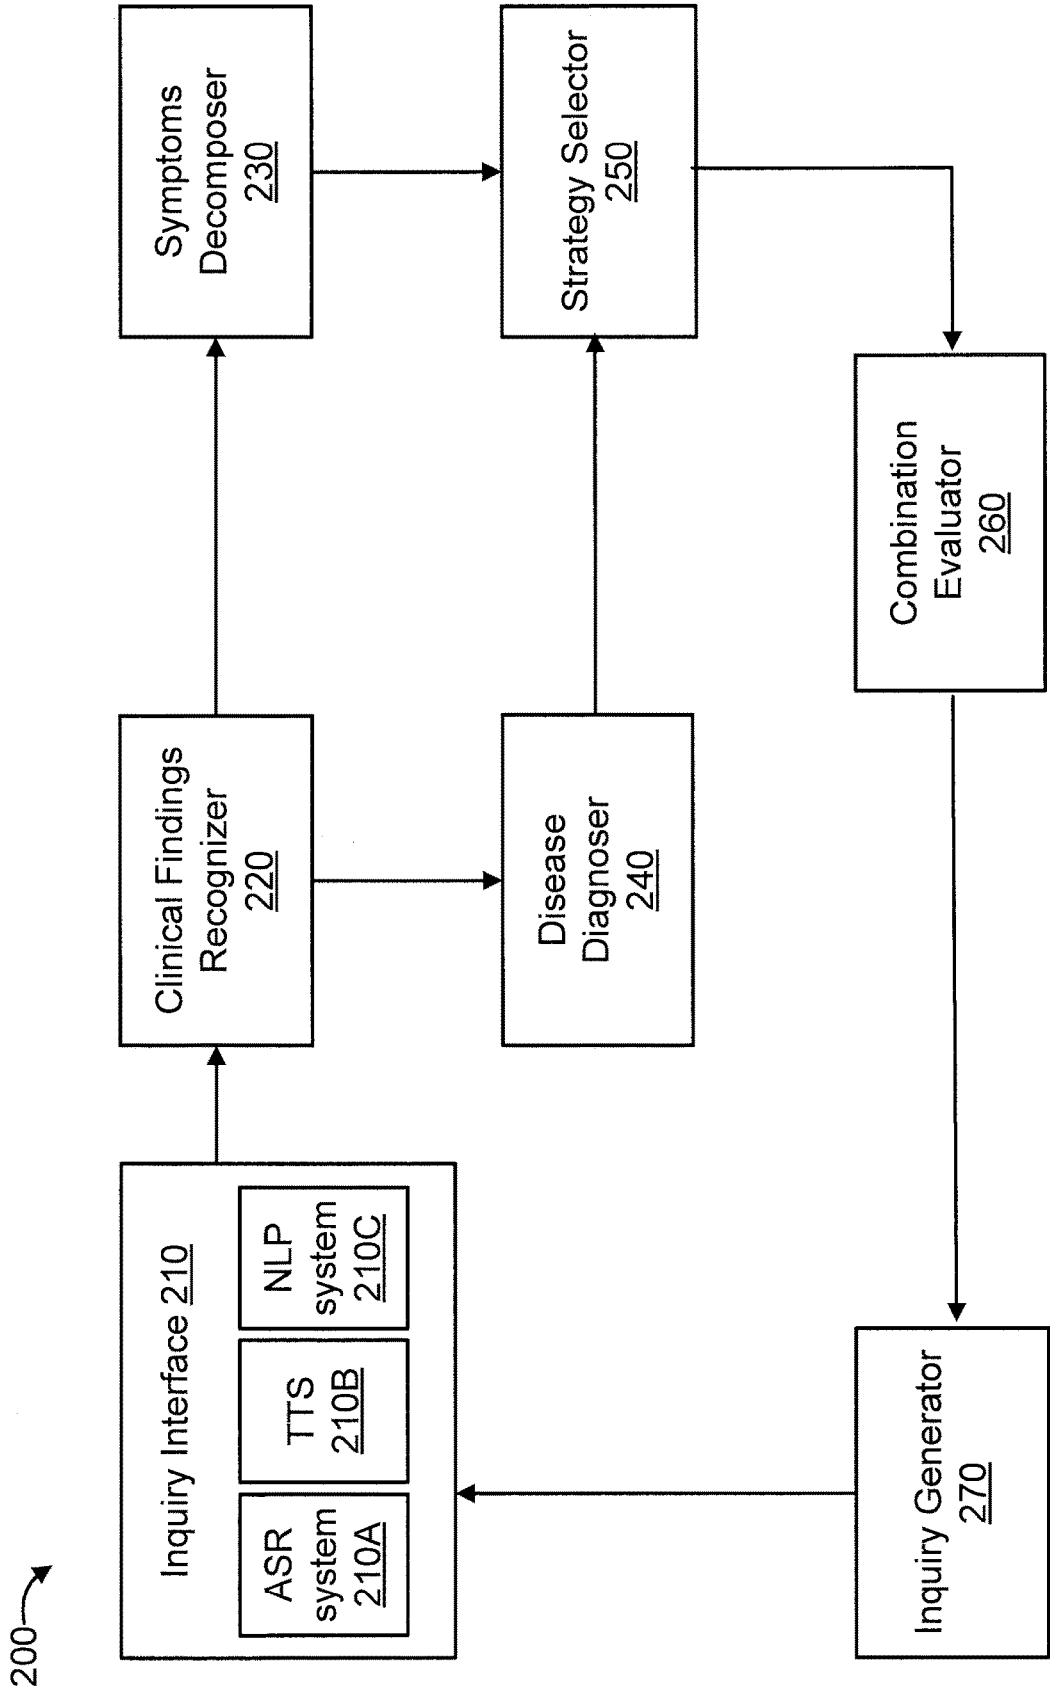 200
Inquiry Interface 210
ASR
system
210A
TTS
210B
NLP
system
210C
Clinical Findings
Recognizer
220
Symptoms
Decomposer
230
Disease
Diagnoser
240
Strategy Selector
250
Inquiry Generator
270
Combination
Evaluator
260